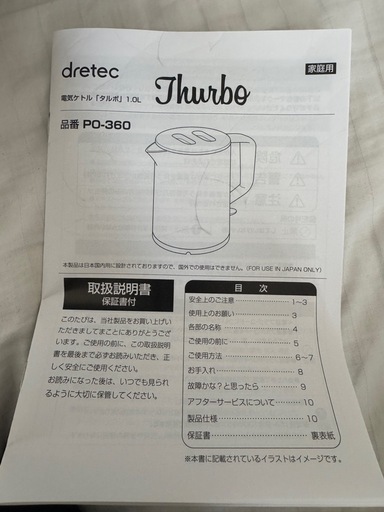 dretec
Thurbo
家庭用
電気ケトル「タルボ」1.0L
品番 PO-360
本製品は日本国内用に設計されておりますので、国外での使用はできません。(FOR USE IN JAPAN ONLY)
取扱説明書
保証書付
このたびは、当社製品をお買い上げい
ただきましてまことにありがとうござ
います。ご使用の前に、この取扱説明
書を最後まで必ずお読みいただき、正
しく安全にご使用ください。
お読みになった後は、いつでも見られ
るように大切に保管してください。
目 次
安全上のご注意 1~3
使用上のお願い 3
各部の名称 4
ご使用の前に 5
ご使用方法 6~7
お手入れ 8
故障かな？と思ったら 9
アフターサービスについて 10
製品仕様 10
保証書 裏表紙
※本書に記載されているイラストはイメージです。